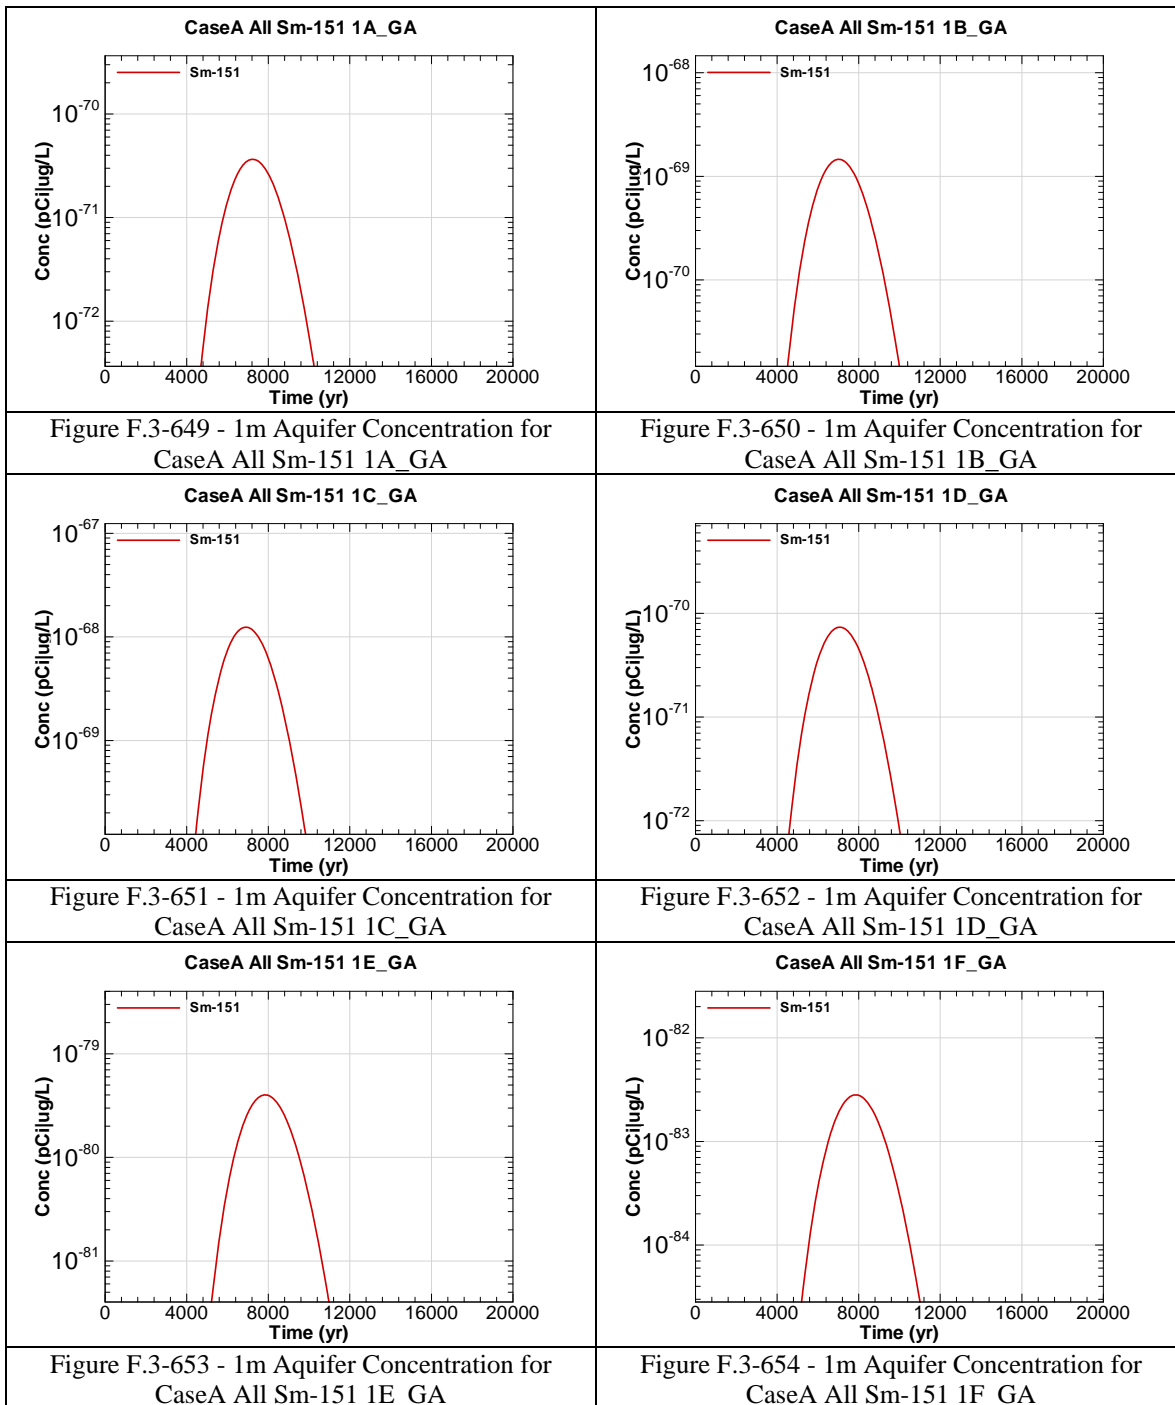 CaseA All Sm-151 1A_GA
Sm-151
10-70
10-71
10-72
Conc (pCi|ug/L)
0 4000 8000 12000 16000 20000
Time (yr)
Figure F.3-649 - 1m Aquifer Concentration for
CaseA All Sm-151 1A_GA
CaseA All Sm-151 1B_GA
Sm-151
10-68
10-69
10-70
Conc (pCi|ug/L)
0 4000 8000 12000 16000 20000
Time (yr)
Figure F.3-650 - 1m Aquifer Concentration for
CaseA All Sm-151 1B_GA
CaseA All Sm-151 1C_GA
Sm-151
10-67
10-68
10-69
Conc (pCi|ug/L)
0 4000 8000 12000 16000 20000
Time (yr)
Figure F.3-651 - 1m Aquifer Concentration for
CaseA All Sm-151 1C_GA
CaseA All Sm-151 1D_GA
Sm-151
10-70
10-71
10-72
Conc (pCi|ug/L)
0 4000 8000 12000 16000 20000
Time (yr)
Figure F.3-652 - 1m Aquifer Concentration for
CaseA All Sm-151 1D_GA
CaseA All Sm-151 1E_GA
Sm-151
10-79
10-80
10-81
Conc (pCi|ug/L)
0 4000 8000 12000 16000 20000
Time (yr)
Figure F.3-653 - 1m Aquifer Concentration for
CaseA All Sm-151 1E_GA
CaseA All Sm-151 1F_GA
Sm-151
10-82
10-83
10-84
Conc (pCi|ug/L)
0 4000 8000 12000 16000 20000
Time (yr)
Figure F.3-654 - 1m Aquifer Concentration for
CaseA All Sm-151 1F_GA